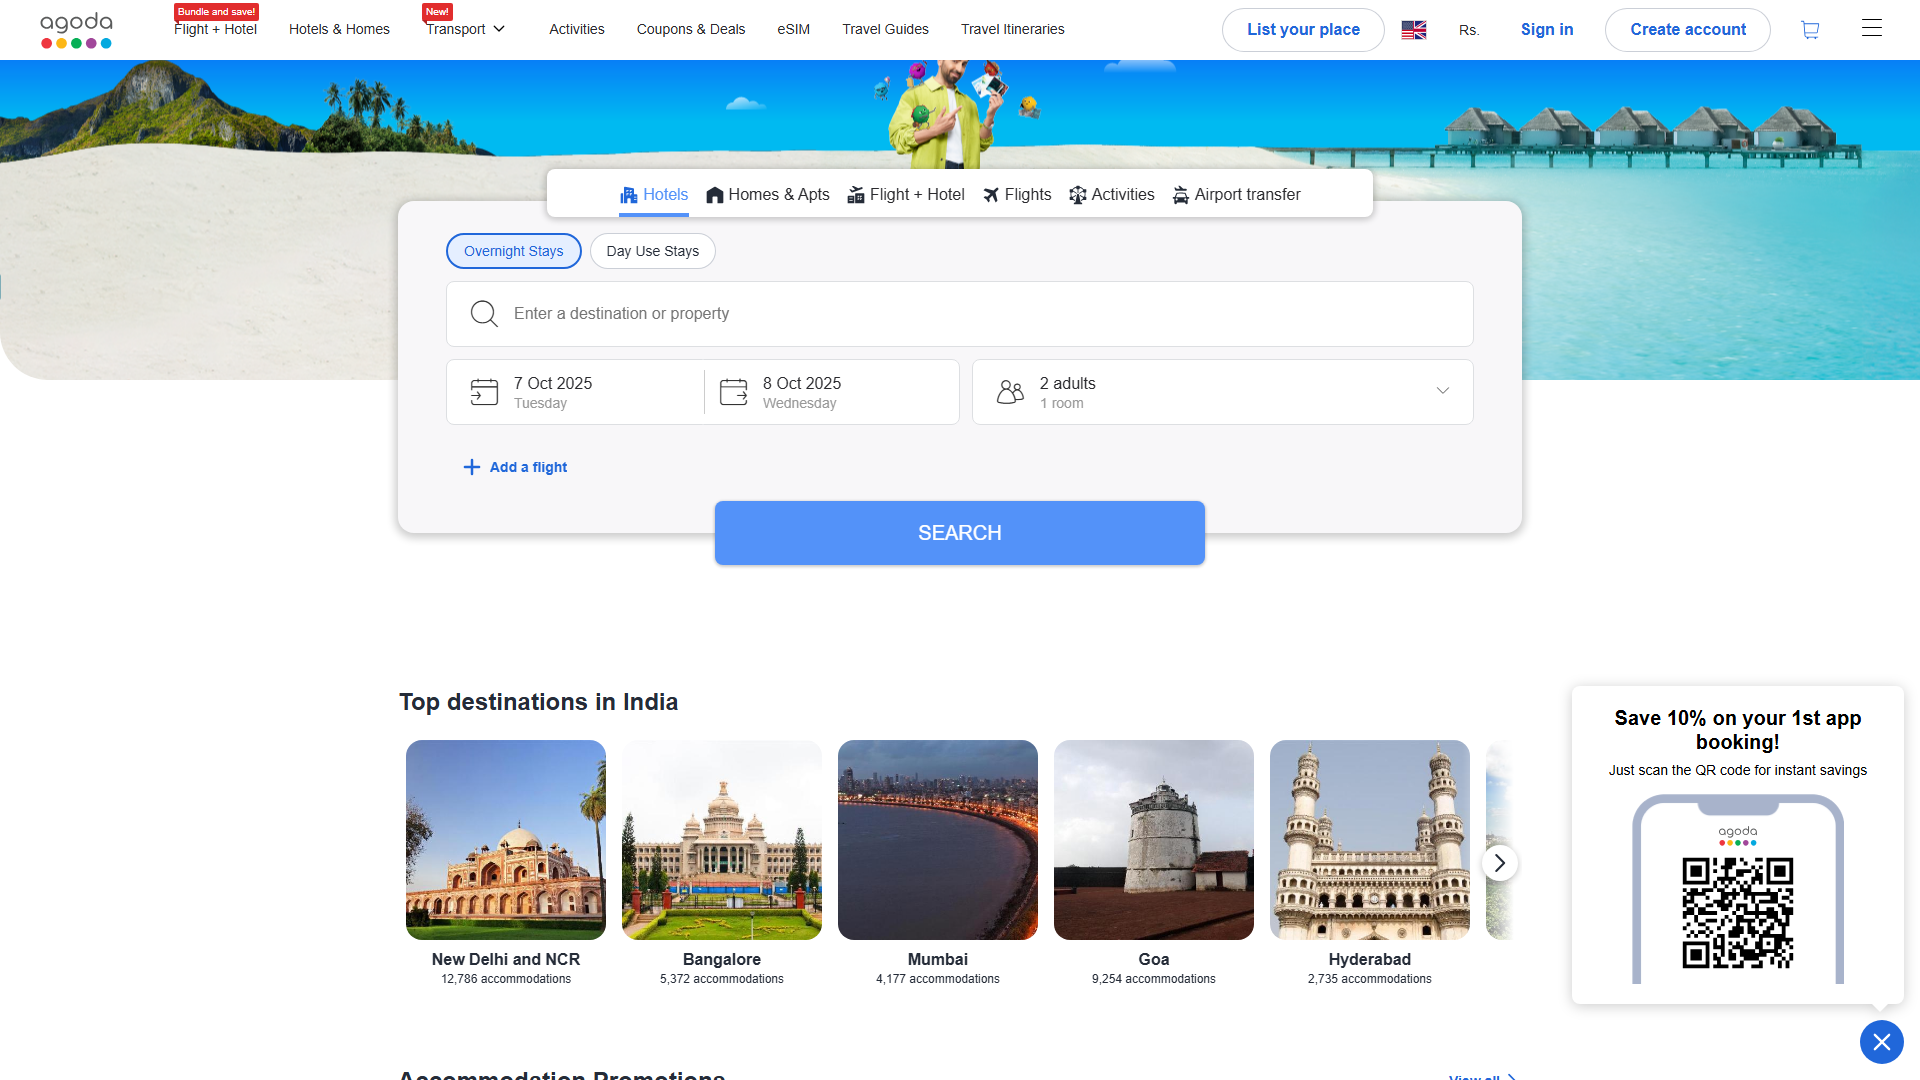 agoda
Bundle and save!
Flight + Hotel
Hotels & Homes
New!
Transport
Activities
Coupons & Deals
eSIM
Travel Guides
Travel Itineraries
List your place
Rs.
Sign in
Create account
Hotels
Homes & Apts
Flight + Hotel
Flights
Activities
Airport transfer
Overnight Stays
Day Use Stays
Enter a destination or property
7 Oct 2025
Tuesday
8 Oct 2025
Wednesday
2 adults
1 room
Add a flight
SEARCH
Top destinations in India
New Delhi and NCR
12,786 accommodations
Bangalore
5,372 accommodations
Mumbai
4,177 accommodations
Goa
9,254 accommodations
Hyderabad
2,735 accommodations
Save 10% on your 1st app
booking!
Just scan the QR code for instant savings
agoda
Accommodation Promotions
View all